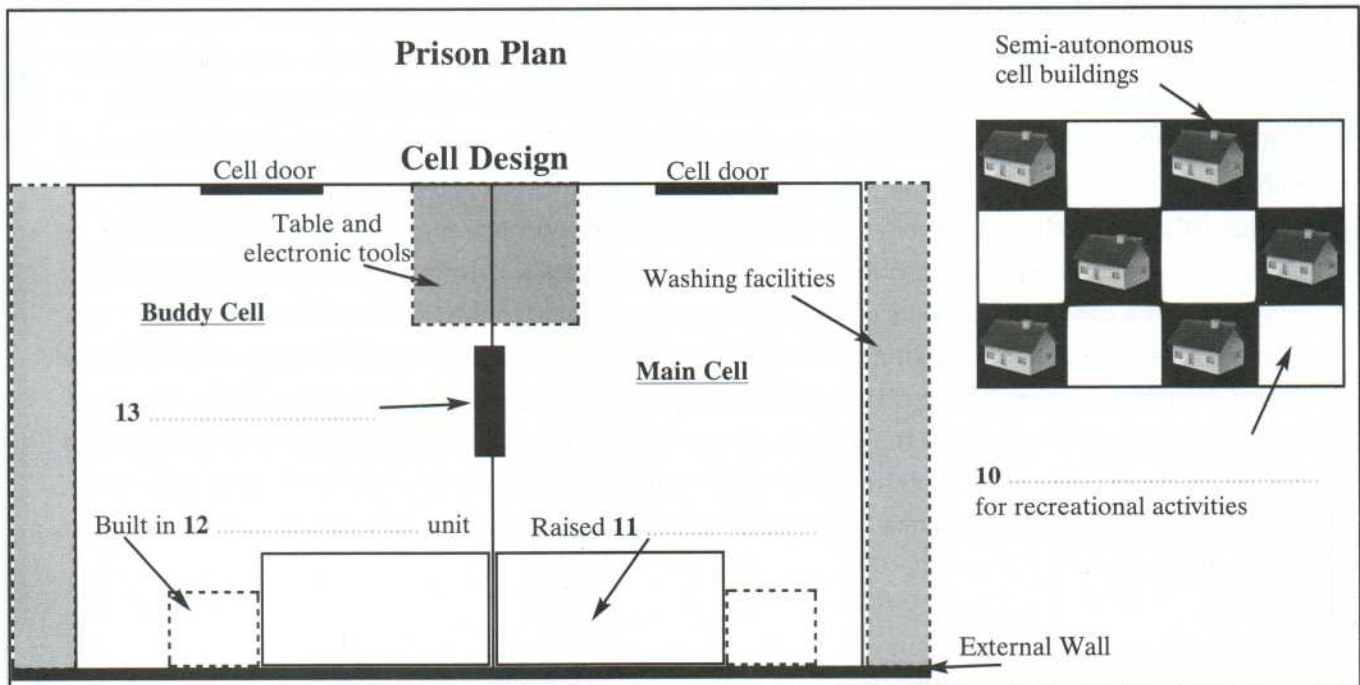 Prison Plan
Semi-autonomous
cell buildings
Cell Design
Cell door
Cell door
Table and
electronic tools
Washing facilities
Buddy Cell
Main Cell
13 ........................................
10 ........................................
for recreational activities
Built in 12 .................................... unit
Raised 11 ....................................
External Wall